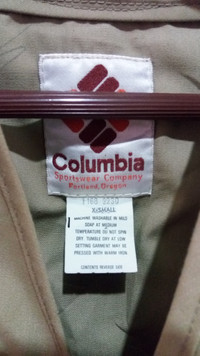 Columbia
Sportswear Company
Portland, Oregon
X-SMALL
MACHINE WASHABLE IN MILD
SOAP AT MEDIUM
TEMPERATURE DO NOT SPIN
DRY. TUMBLE DRY AT LOW
SETTING GARMENT MAY BE
PRESSED WITH WARM IRON
CONTENTS REVERSE SIDE